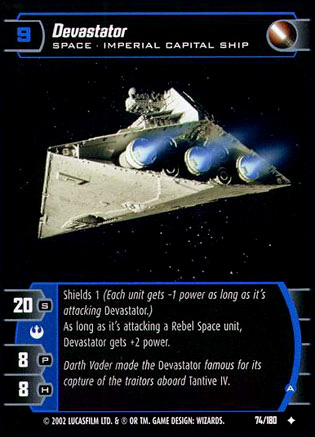 9
Devastator
SPACE · IMPERIAL CAPITAL SHIP
20 S
Shields 1 (Each unit gets -1 power as long as it's
attacking Devastator.)
As long as it's attacking a Rebel Space unit,
Devastator gets +2 power.
8 P
8 H
Darth Vader made the Devastator famous for its
capture of the traitors aboard Tantive IV.
A
© 2002 LUCASFILM LTD. & ® OR TM. GAME DESIGN: WIZARDS.
74/180